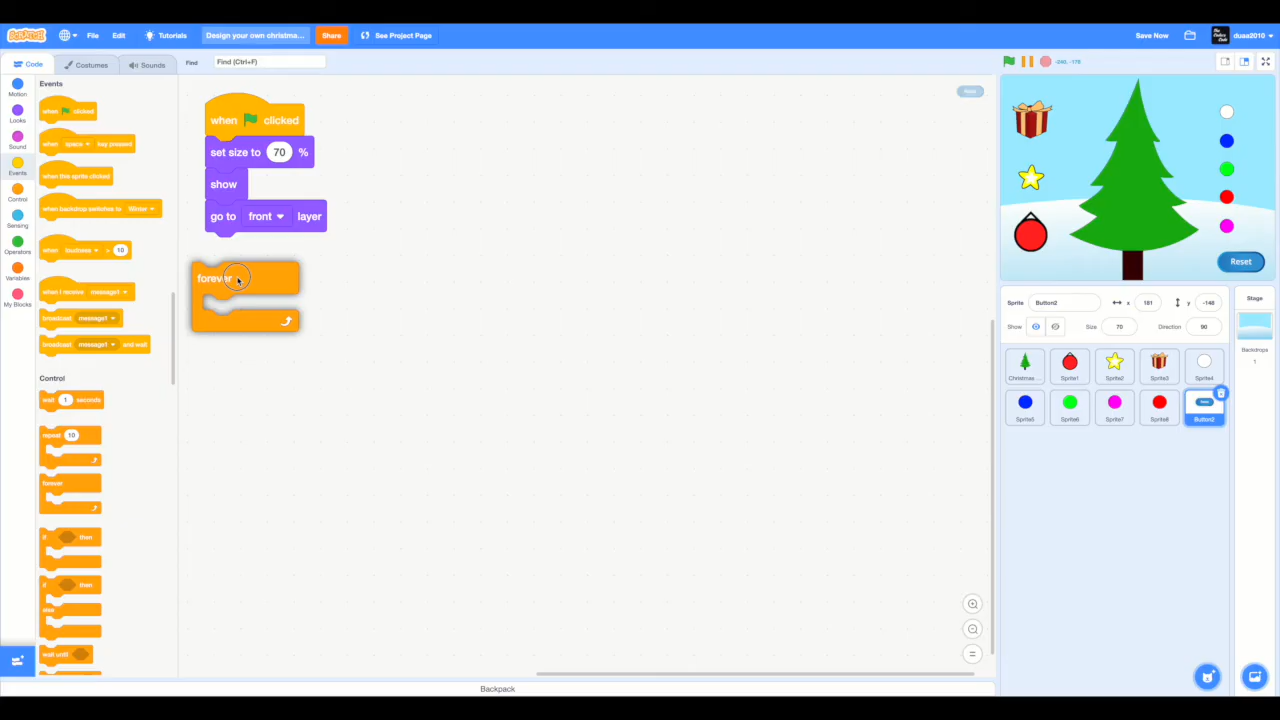 SCRATCH File Edit Tutorials Design your own christma... Share See Project Page Save Now duaa2010
Code Costumes Sounds Find Find (Ctrl+F) -240, -176
Motion
Looks
Sound
Events
Control
Sensing
Operators
Variables
My Blocks
Events
when clicked
when space key pressed
when this sprite clicked
when backdrop switches to Winter
when loudness > 10
when I receive message1
broadcast message1
broadcast message1 and wait
Control
wait 1 seconds
repeat 10
forever
if then
if then
else
wait until
when clicked
set size to 70 %
show
go to front layer
forever
Reset
Sprite Button2 x 181 y -148
Show Size 70 Direction 90
Christmas ... Sprite1 Sprite2 Sprite3 Sprite4
Sprite5 Sprite6 Sprite7 Sprite8 Button2
Stage
Backdrops
1
Backpack